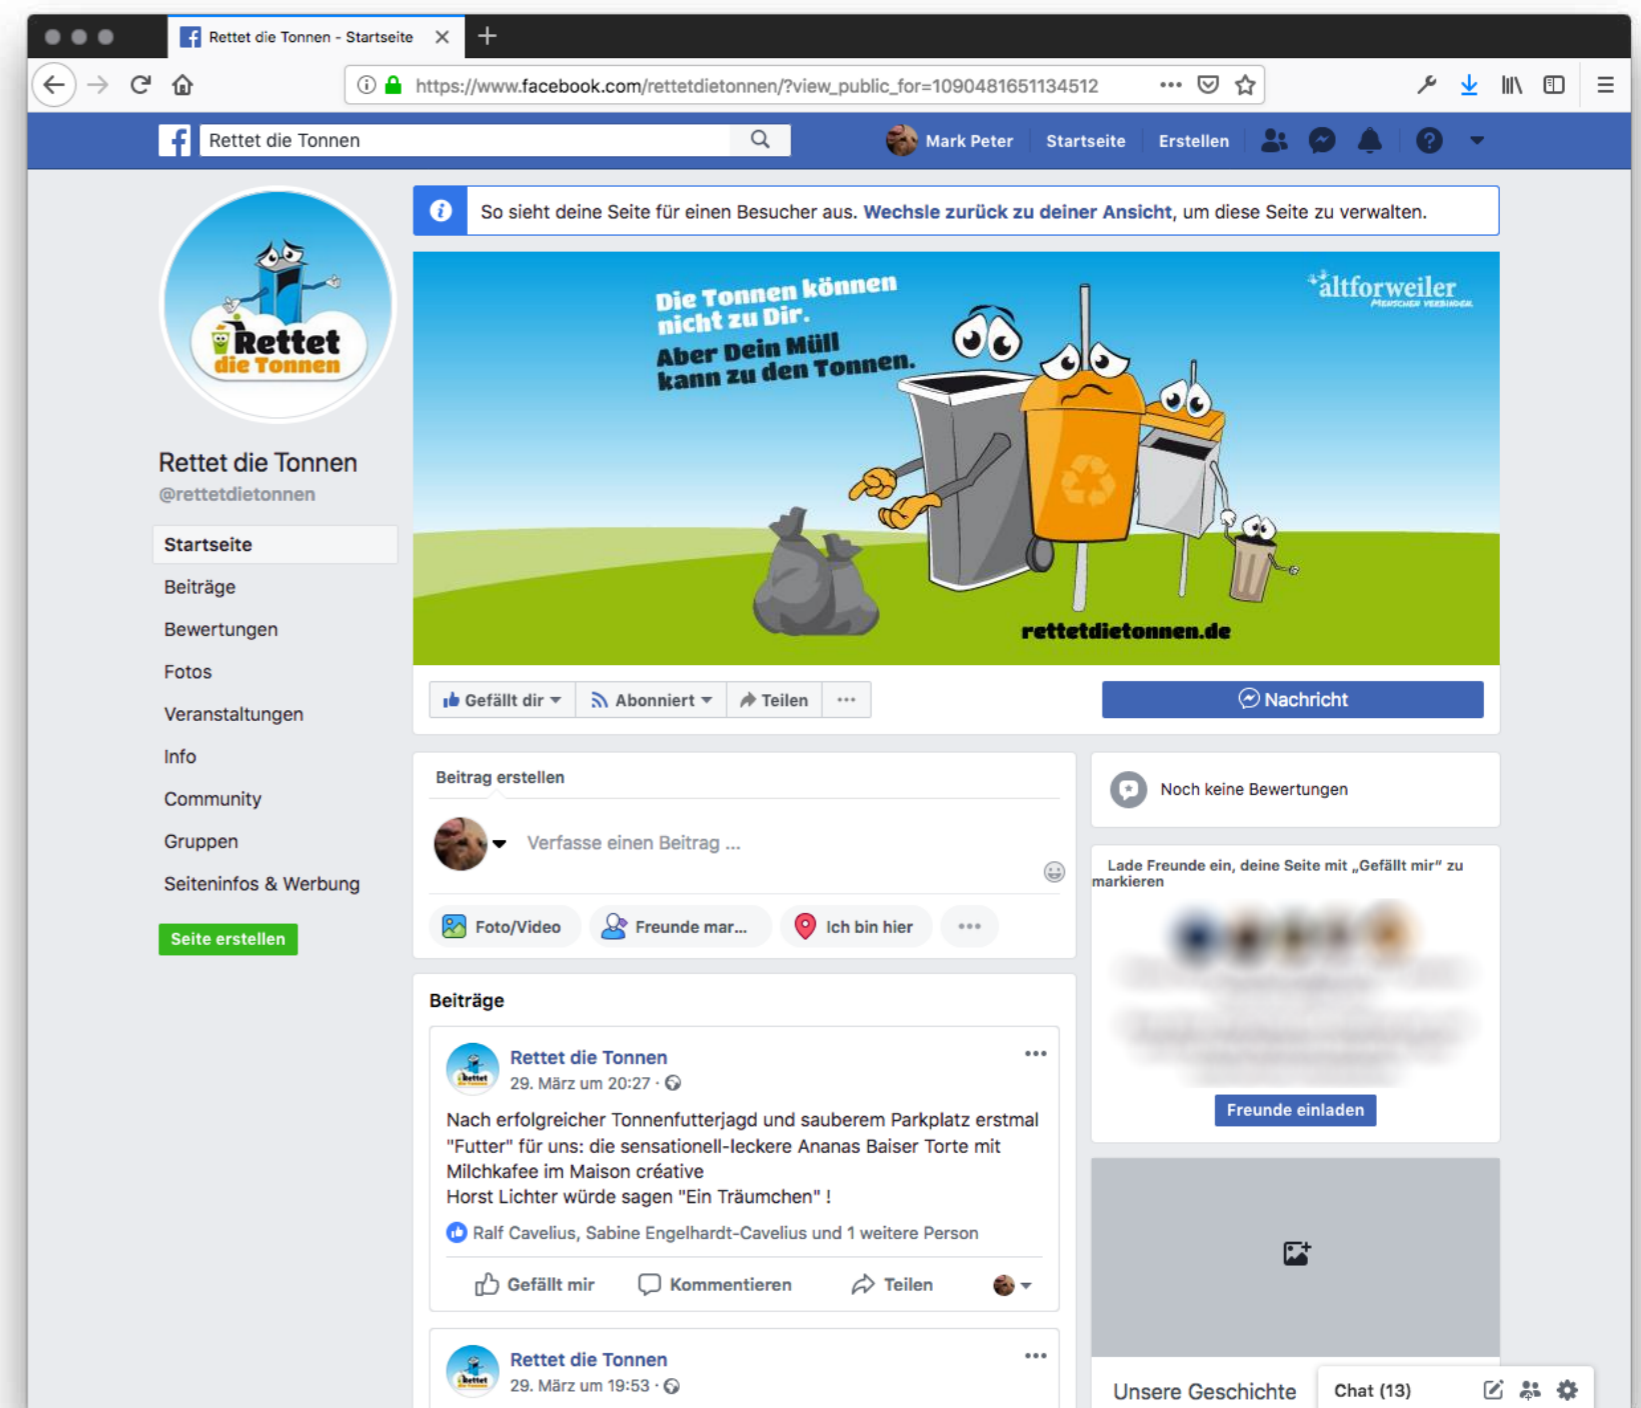 Rettet die Tonnen - Startseite
https://www.facebook.com/rettetdietonnen/?view_public_for=1090481651134512
Rettet die Tonnen
Mark Peter
Startseite
Erstellen
So sieht deine Seite für einen Besucher aus. Wechsle zurück zu deiner Ansicht, um diese Seite zu verwalten.
Rettet
die Tonnen
Rettet die Tonnen
@rettetdietonnen
Startseite
Beiträge
Bewertungen
Fotos
Veranstaltungen
Info
Community
Gruppen
Seiteninfos & Werbung
Seite erstellen
Die Tonnen können
nicht zu Dir.
Aber Dein Müll
kann zu den Tonnen.
altforweiler
Menschen verbinden.
rettetdietonnen.de
Gefällt dir
Abonniert
Teilen
Nachricht
Beitrag erstellen
Verfasse einen Beitrag ...
Foto/Video
Freunde mar...
Ich bin hier
Beiträge
Rettet die Tonnen
29. März um 20:27 ·
Nach erfolgreicher Tonnenfutterjagd und sauberem Parkplatz erstmal
"Futter" für uns: die sensationell-leckere Ananas Baiser Torte mit
Milchkafee im Maison créative
Horst Lichter würde sagen "Ein Träumchen" !
Ralf Cavelius, Sabine Engelhardt-Cavelius und 1 weitere Person
Gefällt mir
Kommentieren
Teilen
Rettet die Tonnen
29. März um 19:53 ·
Noch keine Bewertungen
Lade Freunde ein, deine Seite mit „Gefällt mir“ zu
markieren
Freunde einladen
Unsere Geschichte
Chat (13)